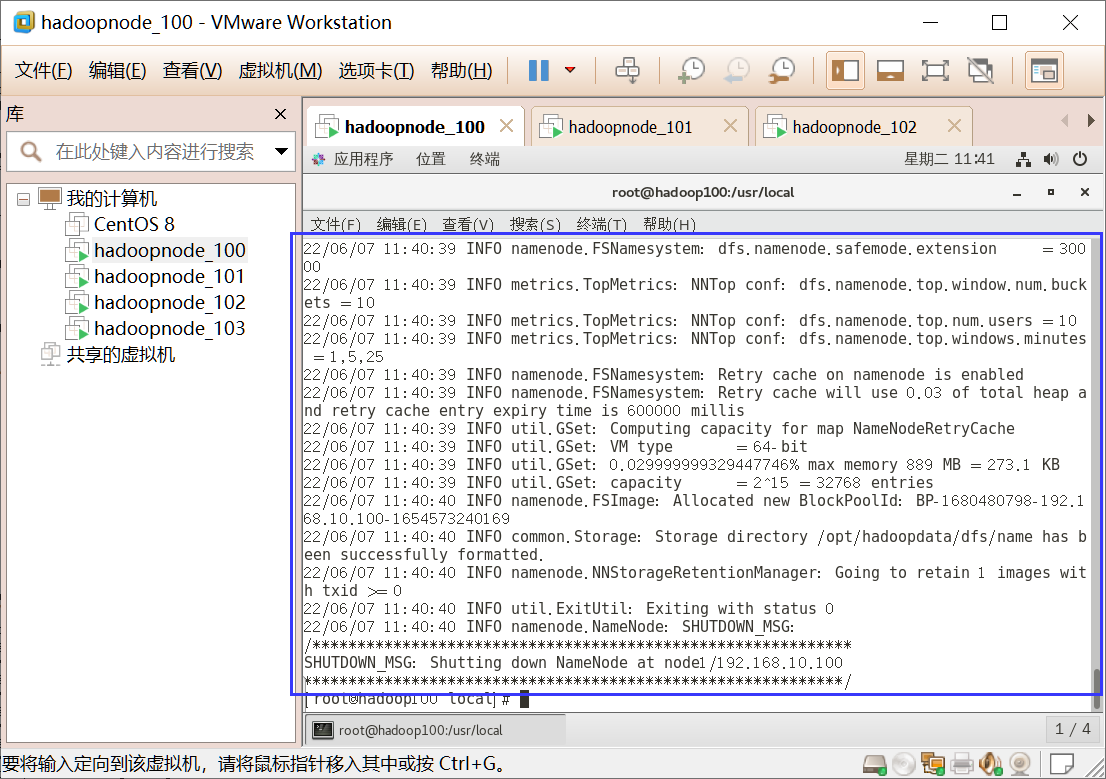 hadoopnode_100 - VMware Workstation
文件(F) 编辑(E) 查看(V) 虚拟机(M) 选项卡(T) 帮助(H)
库
在此处键入内容进行搜索
我的计算机
CentOS 8
hadoopnode_100
hadoopnode_101
hadoopnode_102
hadoopnode_103
共享的虚拟机
hadoopnode_100 hadoopnode_101 hadoopnode_102
应用程序 位置 终端 星期二 11:41
root@hadoop100:/usr/local
文件(F) 编辑(E) 查看(V) 搜索(S) 终端(T) 帮助(H)
22/06/07 11:40:39 INFO namenode.FSNamesystem: dfs.namenode.safemode.extension     = 300
00
22/06/07 11:40:39 INFO metrics.TopMetrics: NNTop conf: dfs.namenode.top.window.num.buck
ets = 10
22/06/07 11:40:39 INFO metrics.TopMetrics: NNTop conf: dfs.namenode.top.num.users = 10
22/06/07 11:40:39 INFO metrics.TopMetrics: NNTop conf: dfs.namenode.top.windows.minutes
= 1,5,25
22/06/07 11:40:39 INFO namenode.FSNamesystem: Retry cache on namenode is enabled
22/06/07 11:40:39 INFO namenode.FSNamesystem: Retry cache will use 0.03 of total heap a
nd retry cache entry expiry time is 600000 millis
22/06/07 11:40:39 INFO util.GSet: Computing capacity for map NameNodeRetryCache
22/06/07 11:40:39 INFO util.GSet: VM type       = 64-bit
22/06/07 11:40:39 INFO util.GSet: 0.029999999329447746% max memory 889 MB = 273.1 KB
22/06/07 11:40:39 INFO util.GSet: capacity      = 2^15 = 32768 entries
22/06/07 11:40:40 INFO namenode.FSImage: Allocated new BlockPoolId: BP-1680480798-192.1
68.10.100-1654573240169
22/06/07 11:40:40 INFO common.Storage: Storage directory /opt/hadoopdata/dfs/name has b
een successfully formatted.
22/06/07 11:40:40 INFO namenode.NNStorageRetentionManager: Going to retain 1 images wit
h txid >= 0
22/06/07 11:40:40 INFO util.ExitUtil: Exiting with status 0
22/06/07 11:40:40 INFO namenode.NameNode: SHUTDOWN_MSG:
/************************************************************
SHUTDOWN_MSG: Shutting down NameNode at node1/192.168.10.100
************************************************************/
[root@hadoop100 local]#
root@hadoop100:/usr/local 1 / 4
要将输入定向到该虚拟机，请将鼠标指针移入其中或按 Ctrl+G。